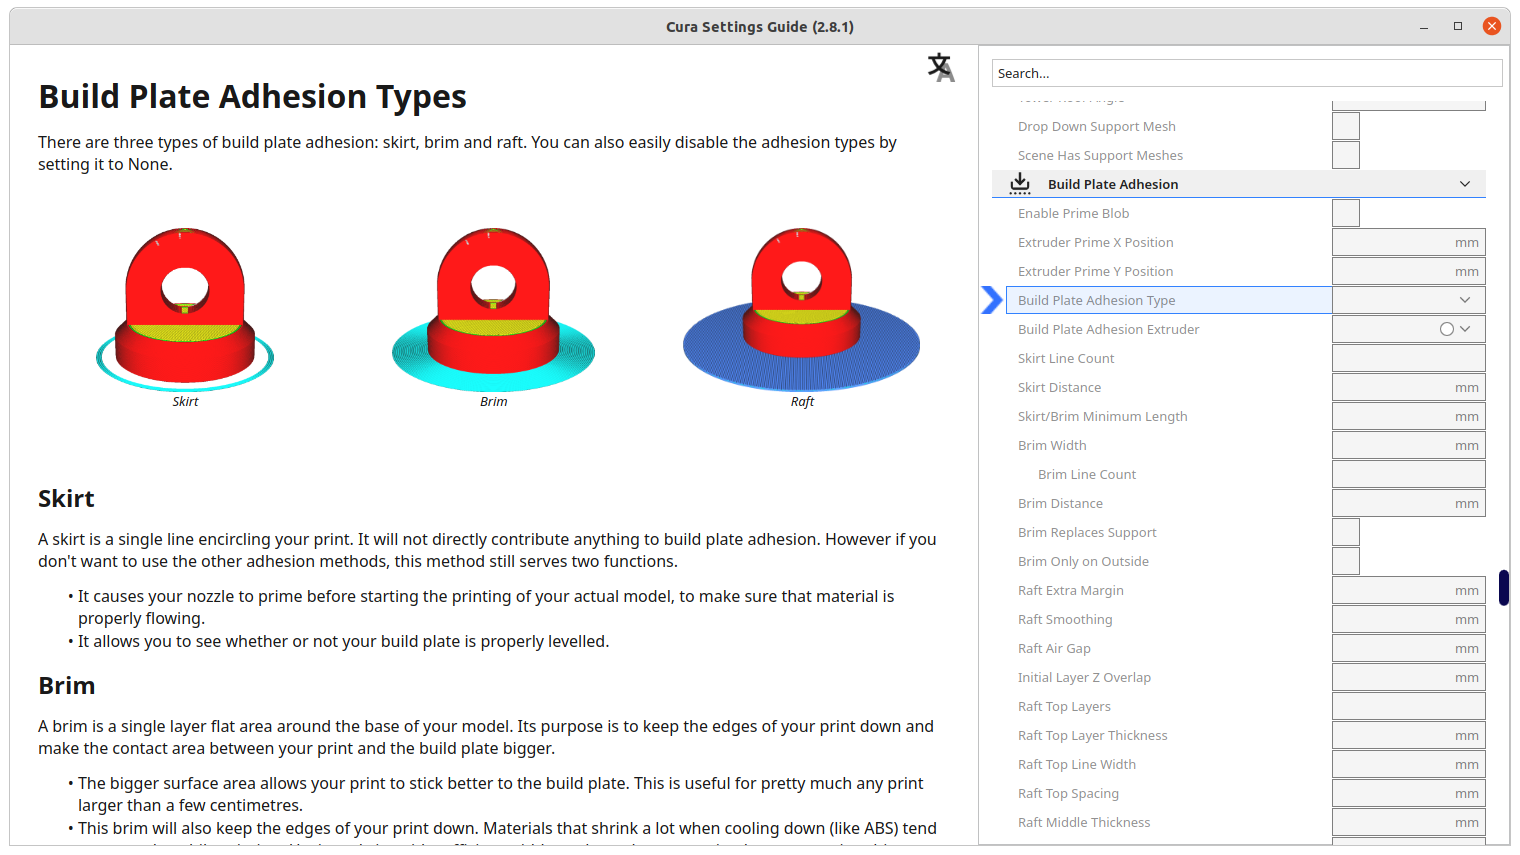 Cura Settings Guide (2.8.1)
Build Plate Adhesion Types
There are three types of build plate adhesion: skirt, brim and raft. You can also easily disable the adhesion types by
setting it to None.
Skirt
Brim
Raft
Skirt
A skirt is a single line encircling your print. It will not directly contribute anything to build plate adhesion. However if you
don't want to use the other adhesion methods, this method still serves two functions.
• It causes your nozzle to prime before starting the printing of your actual model, to make sure that material is
properly flowing.
• It allows you to see whether or not your build plate is properly levelled.
Brim
A brim is a single layer flat area around the base of your model. Its purpose is to keep the edges of your print down and
make the contact area between your print and the build plate bigger.
• The bigger surface area allows your print to stick better to the build plate. This is useful for pretty much any print
larger than a few centimetres.
• This brim will also keep the edges of your print down. Materials that shrink a lot when cooling down (like ABS) tend
Search...
Drop Down Support Mesh
Scene Has Support Meshes
Build Plate Adhesion
Enable Prime Blob
Extruder Prime X Position mm
Extruder Prime Y Position mm
Build Plate Adhesion Type
Build Plate Adhesion Extruder
Skirt Line Count
Skirt Distance mm
Skirt/Brim Minimum Length mm
Brim Width mm
Brim Line Count
Brim Distance mm
Brim Replaces Support
Brim Only on Outside
Raft Extra Margin mm
Raft Smoothing mm
Raft Air Gap mm
Initial Layer Z Overlap mm
Raft Top Layers
Raft Top Layer Thickness mm
Raft Top Line Width mm
Raft Top Spacing mm
Raft Middle Thickness mm